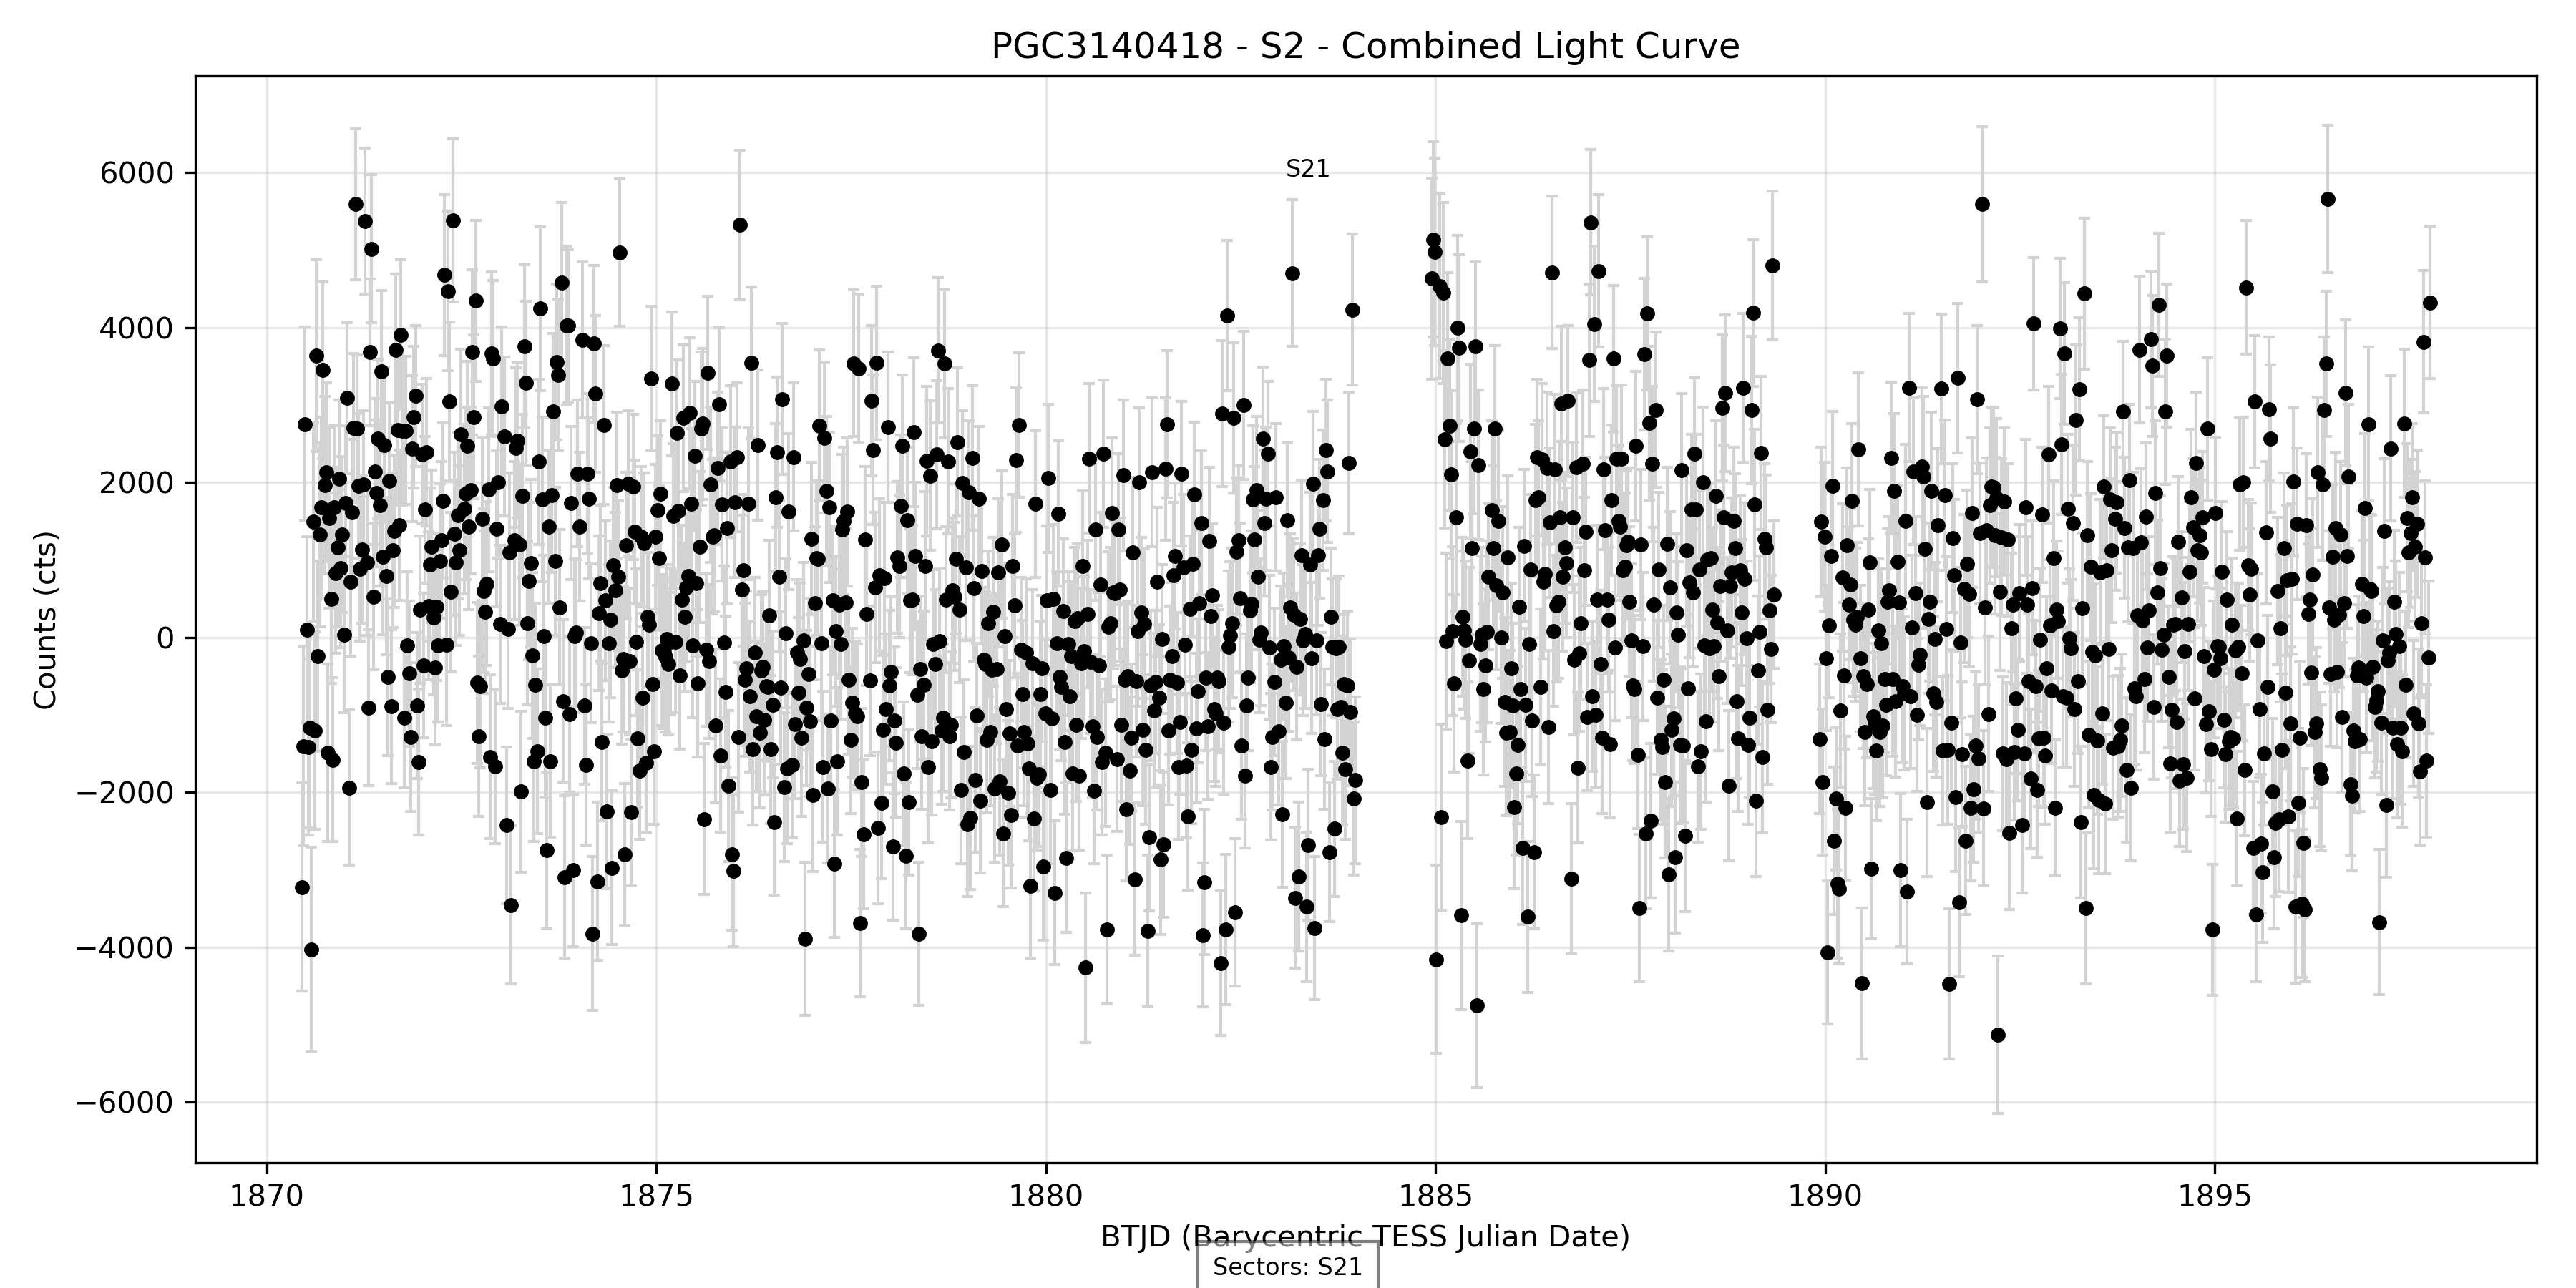 PGC3140418 - S2 - Combined Light Curve
6000
4000
2000
0
−2000
−4000
−6000
Counts (cts)
S21
1870 1875 1880 1885 1890 1895
BTJD (Barycentric TESS Julian Date)
Sectors: S21